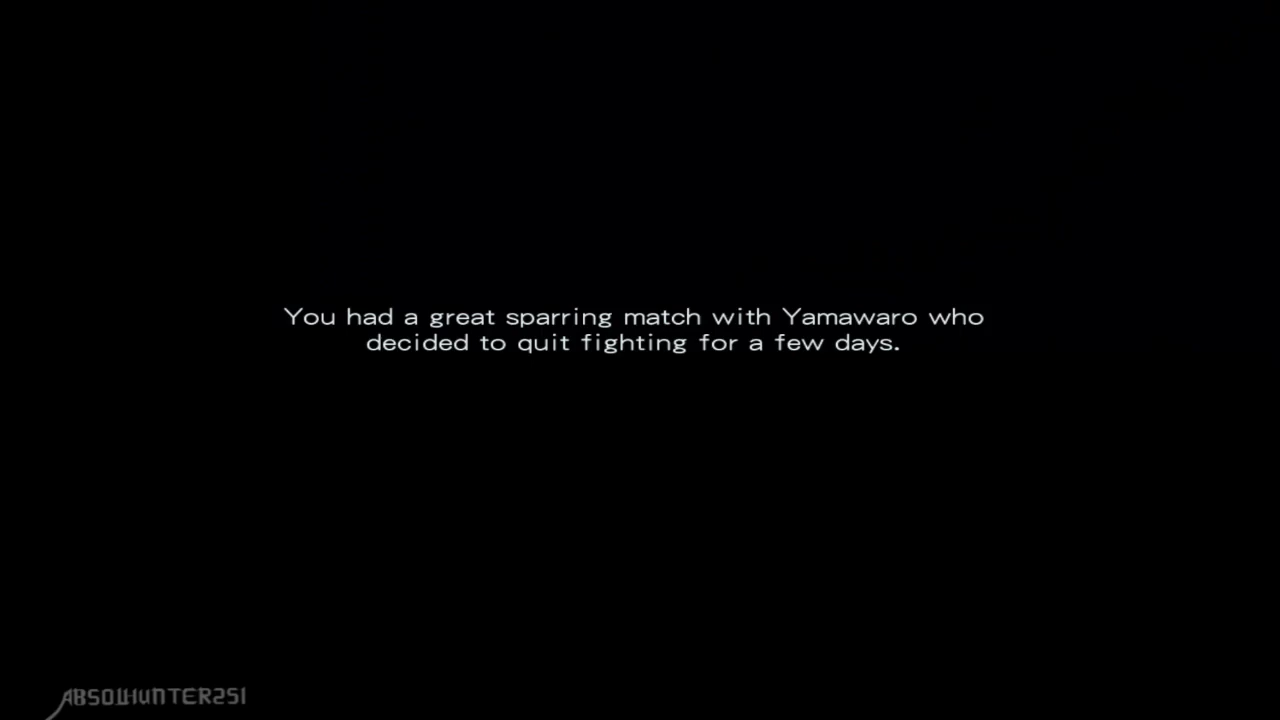 You had a great sparring match with Yamawaro who
decided to quit fighting for a few days.
ABSOLHUNTER251